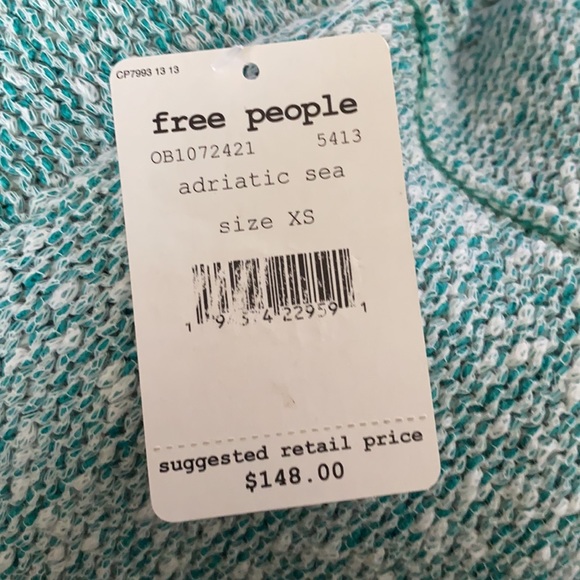 CP7993 13 13
free people
OB1072421 5413
adriatic sea
size XS
suggested retail price
$148.00